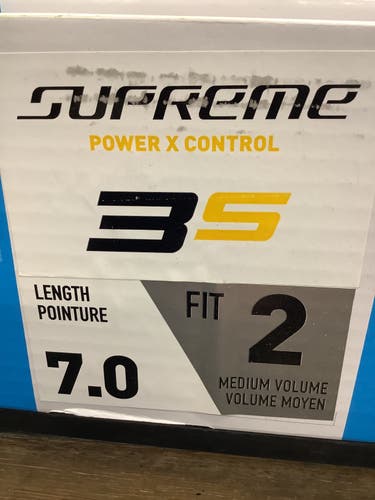 SUPREME
POWER X CONTROL
3S
LENGTH
POINTURE
7.0
FIT 2
MEDIUM VOLUME
VOLUME MOYEN